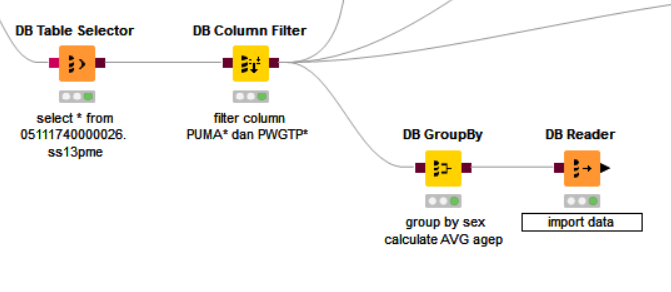 DB Table Selector
DB Column Filter
select * from
05111740000026.
ss13pme
filter column
PUMA* dan PWGTP*
DB GroupBy
DB Reader
group by sex
calculate AVG agep
import data